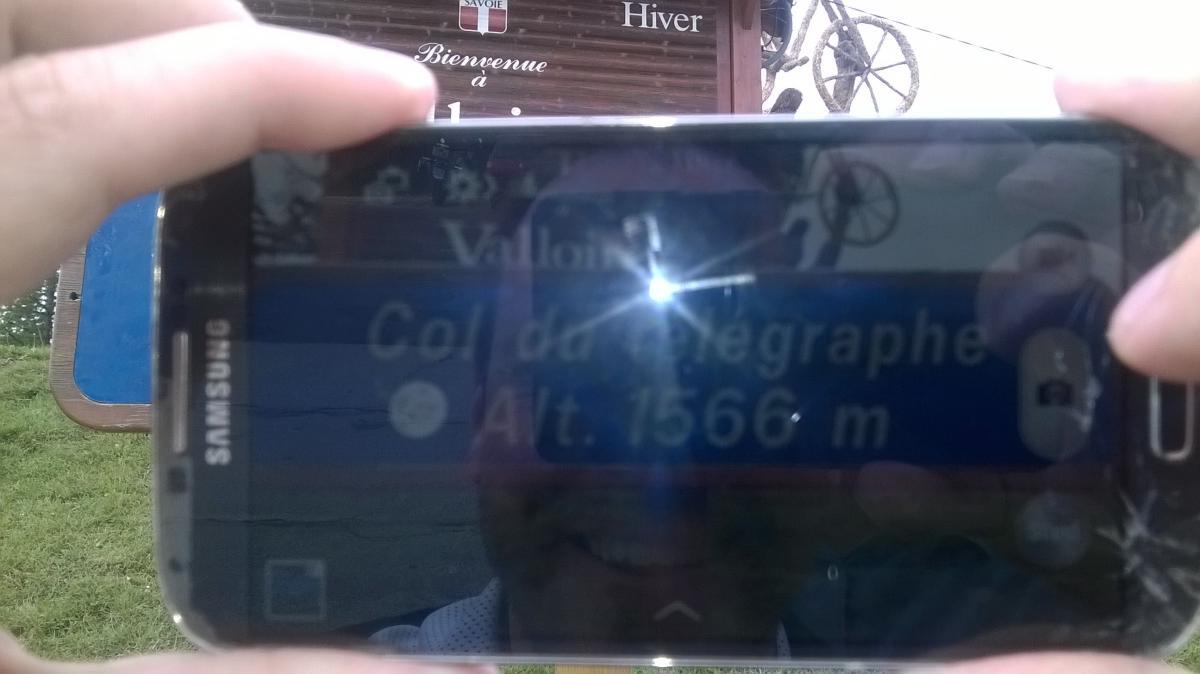 SAVOIE
Hiver
Bienvenue
à
Valloire
Col du télégraphe
Alt. 1566 m
SAMSUNG